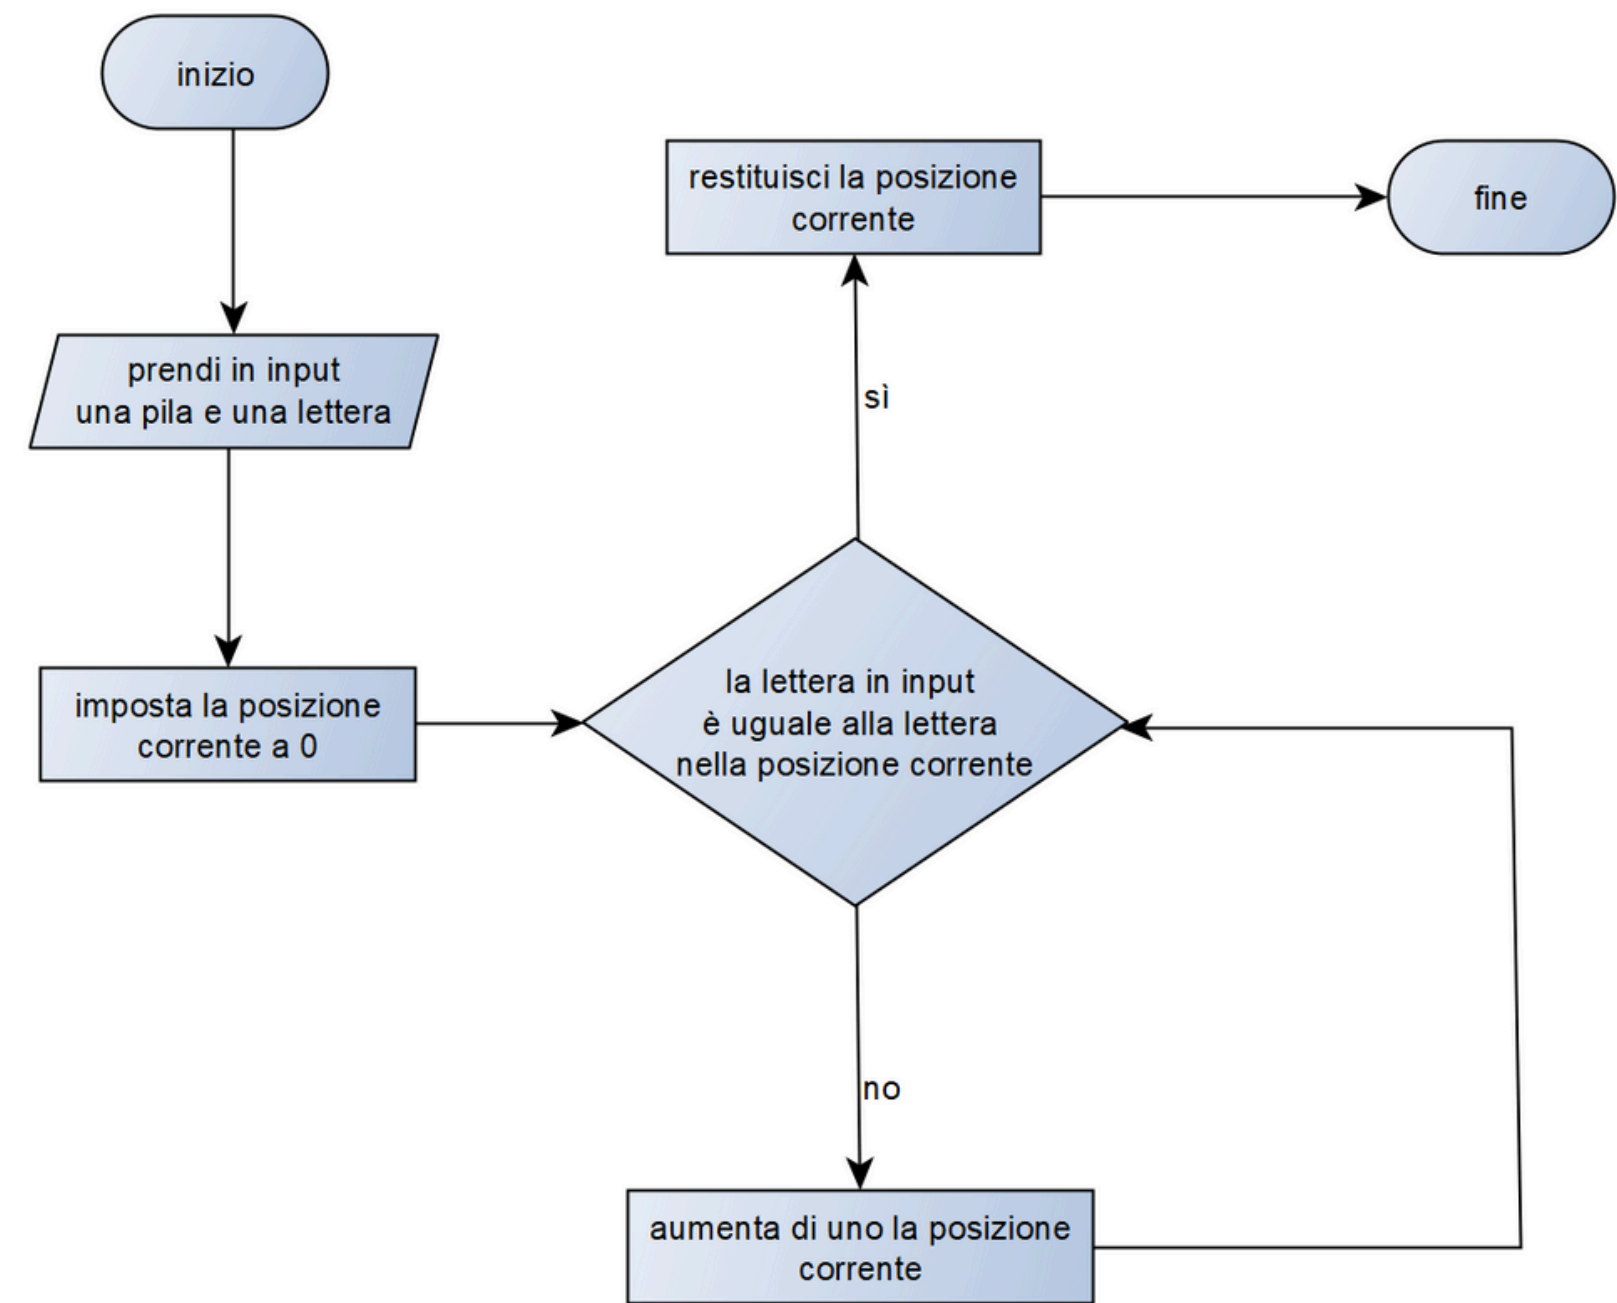 inizio
prendi in input
una pila e una lettera
imposta la posizione
corrente a 0
la lettera in input
è uguale alla lettera
nella posizione corrente
sì
restituisci la posizione
corrente
fine
no
aumenta di uno la posizione
corrente